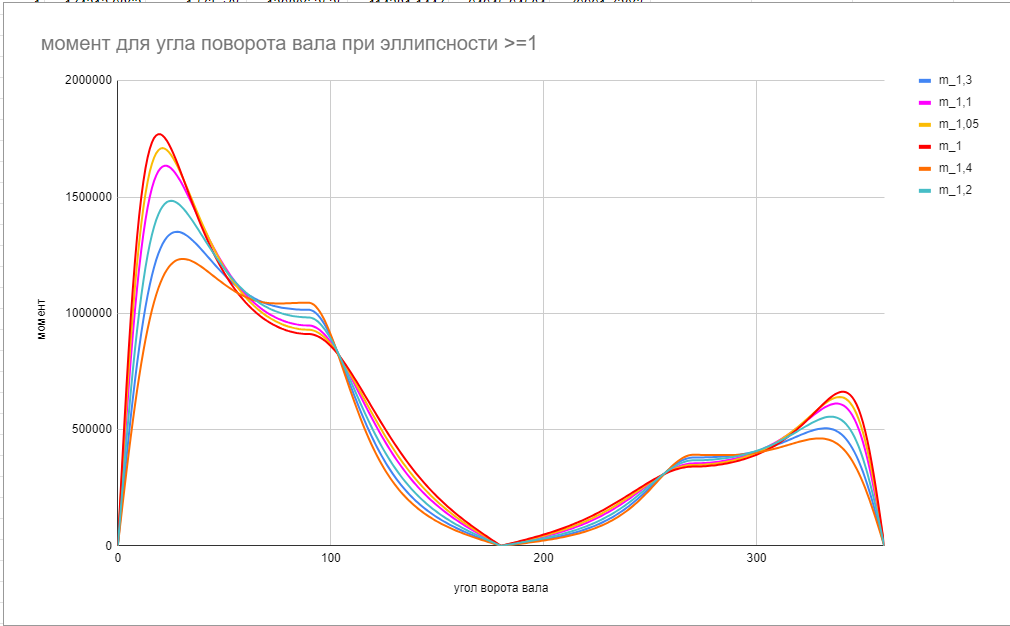 момент для угла поворота вала при эллипсности >=1
2000000
1500000
1000000
500000
0
момент
0
100
200
300
угол ворота вала
m_1,3
m_1,1
m_1,05
m_1
m_1,4
m_1,2